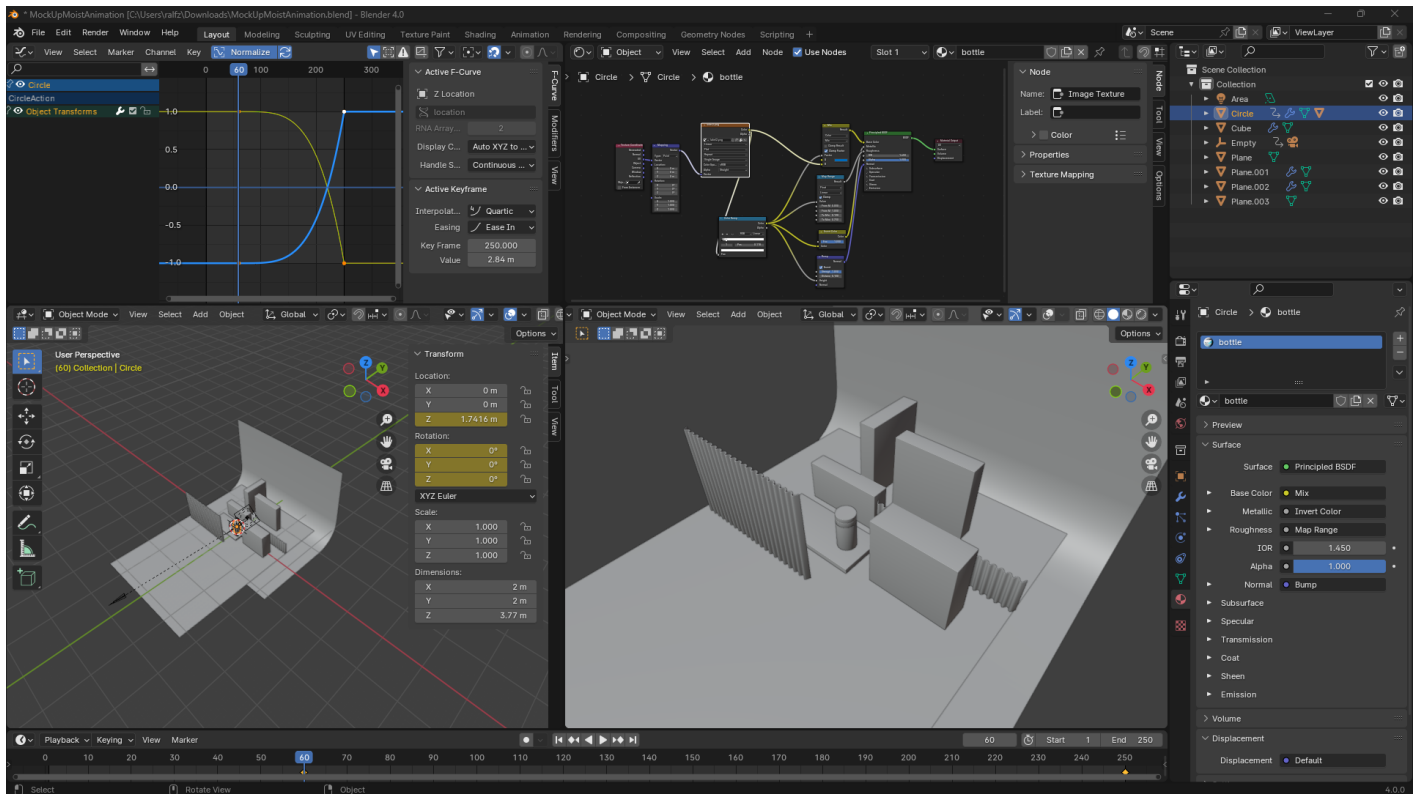 * MockUpMoistAnimation [C:\Users\ralfz\Downloads\MockUpMoistAnimation.blend] - Blender 4.0
File Edit Render Window Help Layout Modeling Sculpting UV Editing Texture Paint Shading Animation Rendering Compositing Geometry Nodes Scripting + Scene ViewLayer
View Select Marker Channel Key Normalize
0 60 100 200 300
Circle
CircleAction
Object Transforms
1.0
0.5
0.0
-0.5
-1.0
Active F-Curve
Z Location
location
RNA Array... 2
Display C... Auto XYZ to ...
Handle S... Continuous ...
Active Keyframe
Interpolat... Quartic
Easing Ease In
Key Frame 250.000
Value 2.84 m
F-Curve
Modifiers
View
Object View Select Add Node Use Nodes Slot 1 bottle
Circle > Circle > bottle
Node
Name: Image Texture
Label:
Color
Properties
Texture Mapping
Node
Tool
View
Options
Scene Collection
Collection
Area
Circle
Cube
Empty
Plane
Plane.001
Plane.002
Plane.003
Object Mode View Select Add Object Global
Options
User Perspective
(60) Collection | Circle
Z
Y
X
Transform
Location:
X 0 m
Y 0 m
Z 1.7416 m
Rotation:
X 0°
Y 0°
Z 0°
XYZ Euler
Scale:
X 1.000
Y 1.000
Z 1.000
Dimensions:
X 2 m
Y 2 m
Z 3.77 m
Item
Tool
View
Object Mode View Select Add Object Global
Options
Z
Y
X
Circle > bottle
bottle
bottle
Preview
Surface
Surface Principled BSDF
Base Color Mix
Metallic Invert Color
Roughness Map Range
IOR 1.450
Alpha 1.000
Normal Bump
Subsurface
Specular
Transmission
Coat
Sheen
Emission
Volume
Displacement
Displacement Default
Playback Keying View Marker 60 Start 1 End 250
0 10 20 30 40 50 60 70 80 90 100 110 120 130 140 150 160 170 180 190 200 210 220 230 240 250
Select Rotate View Object 4.0.0